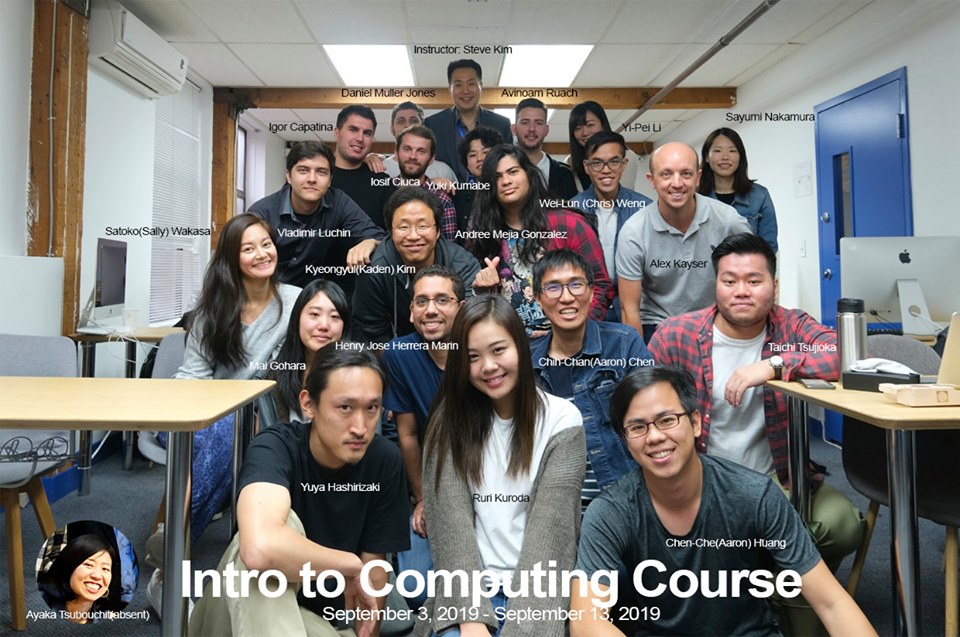 Instructor: Steve Kim
Daniel Muller Jones
Avinoam Ruach
Sayumi Nakamura
Igor Capatina
Yi-Pei Li
Iosif Ciuca
Yuki Kumabe
Wei-Lun (Chris) Weng
Satoko(Sally) Wakasa
Vladimir Luchin
Andree Mejia Gonzalez
Kyeongyul(Kaden) Kim
Alex Kayser
Henry Jose Herrera Marin
Taichi Tsujioka
Mai Gohara
Chin-Chan(Aaron) Chen
Yuya Hashirizaki
Ruri Kuroda
Chen-Che(Aaron) Huang
Intro to Computing Course
September 3, 2019 - September 13, 2019
Ayaka Tsubouchi(absent)